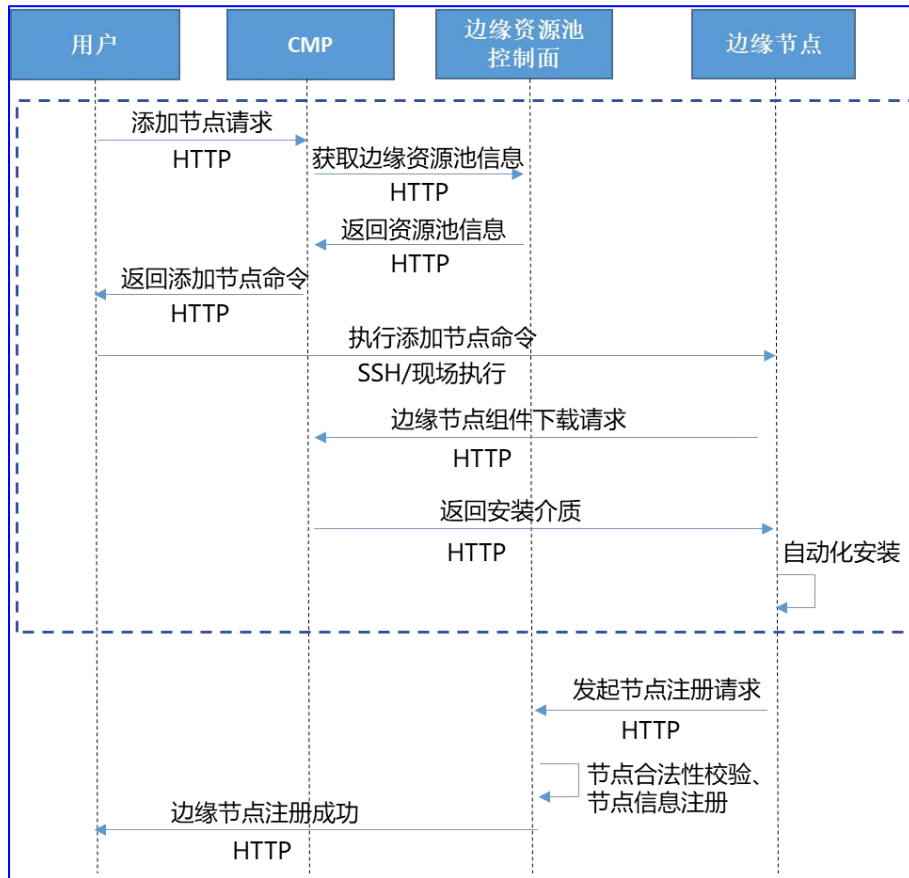 用户
CMP
边缘资源池
控制面
边缘节点
添加节点请求
HTTP
获取边缘资源池信息
HTTP
返回资源池信息
HTTP
返回添加节点命令
HTTP
执行添加节点命令
SSH/现场执行
边缘节点组件下载请求
HTTP
返回安装介质
HTTP
自动化安装
发起节点注册请求
HTTP
节点合法性校验、
节点信息注册
边缘节点注册成功
HTTP